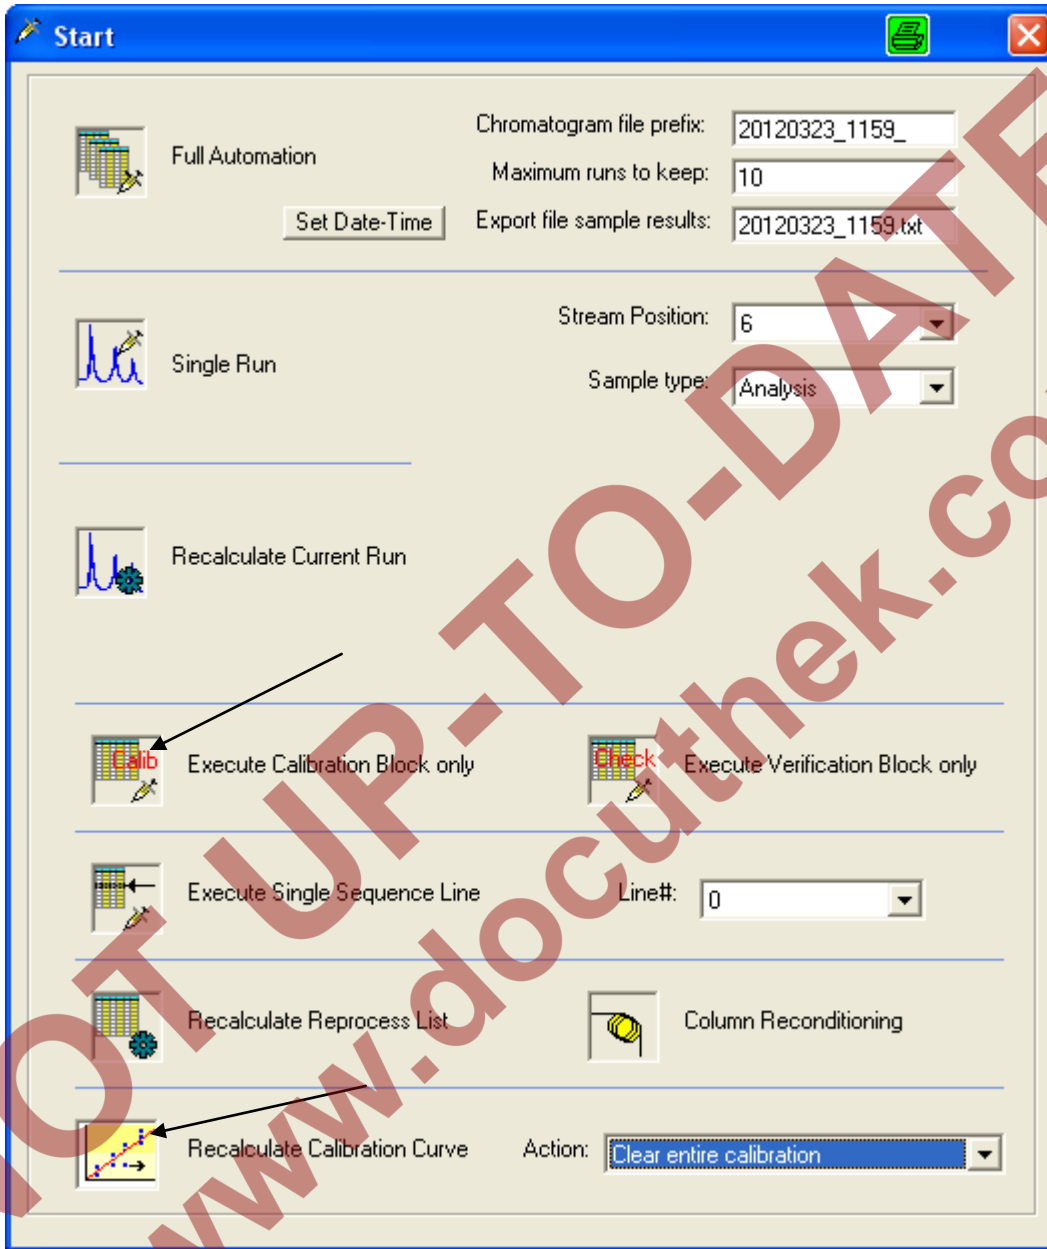 Start
Full Automation
Chromatogram file prefix: 20120323_1159_
Maximum runs to keep: 10
Set Date-Time
Export file sample results: 20120323_1159.txt
Single Run
Stream Position: 6
Sample type: Analysis
Recalculate Current Run
Calib
Execute Calibration Block only
Check
Execute Verification Block only
Execute Single Sequence Line
Line#: 0
Recalculate Reprocess List
Column Reconditioning
Recalculate Calibration Curve
Action: Clear entire calibration
NOT UP-TO-DATE
www.docuthek.co